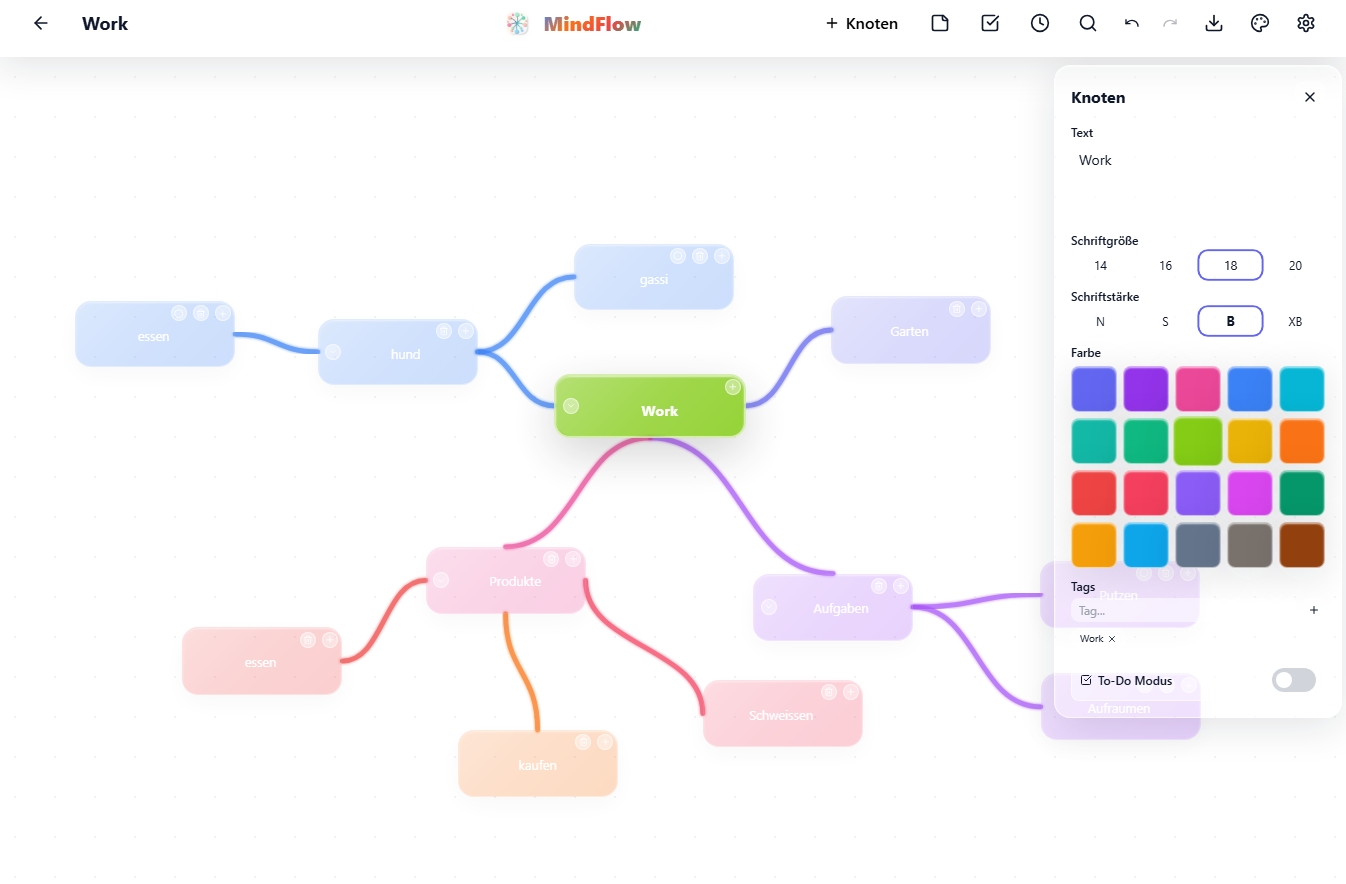 Work
MindFlow
+ Knoten
Knoten
Text
Work
Schriftgröße
14 16 18 20
Schriftstärke
N S B XB
Farbe
Tags
Tag...
Work
To-Do Modus
gassi
essen
hund
Garten
Work
Produkte
Aufgaben
Putzen
essen
Schweissen
Aufräumen
kaufen